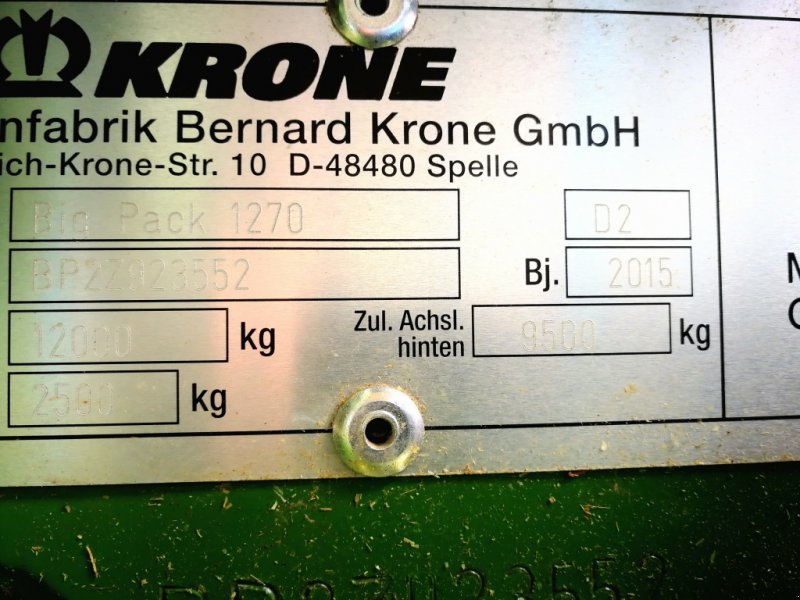 KRONE
nfabrik Bernard Krone GmbH
ich-Krone-Str. 10 D-48480 Spelle
Big Pack 1270 D2
BP2Z923552 Bj. 2015
12000 kg Zul. Achsl. hinten 9500 kg
2500 kg